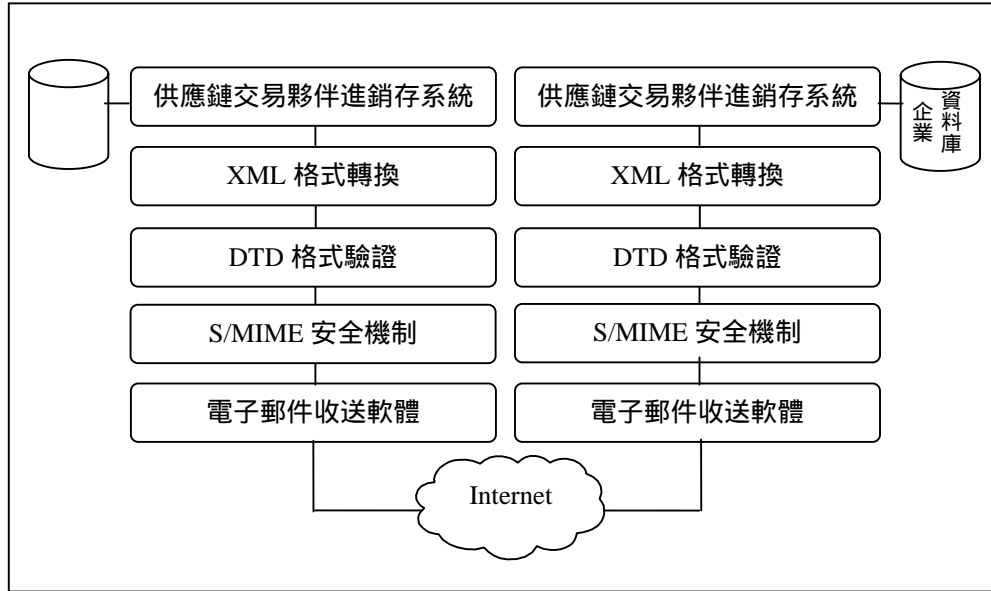 供應鏈交易夥伴進銷存系統
XML 格式轉換
DTD 格式驗證
S/MIME 安全機制
電子郵件收送軟體
供應鏈交易夥伴進銷存系統
XML 格式轉換
DTD 格式驗證
S/MIME 安全機制
電子郵件收送軟體
資料庫
企業
Internet